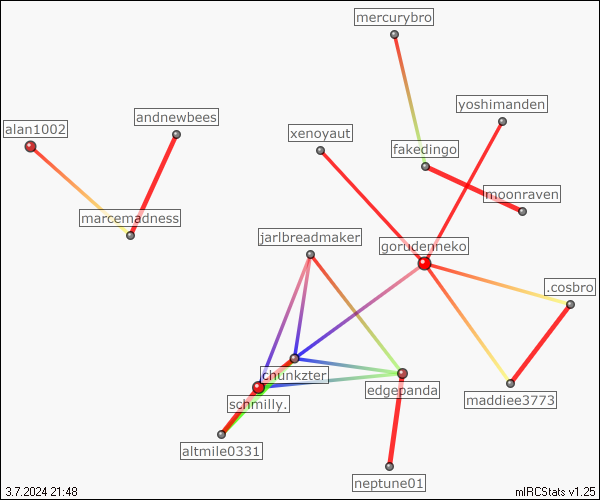 mercurybro
yoshimanden
andnewbees
alan1002
xenoyaut
fakedingo
moonraven
marcemadness
jarlbreadmaker
gorudenneko
.cosbro
chunkzter
edgepanda
maddiee3773
schmilly.
altmile0331
neptune01
3.7.2024 21:48
mIRCStats v1.25